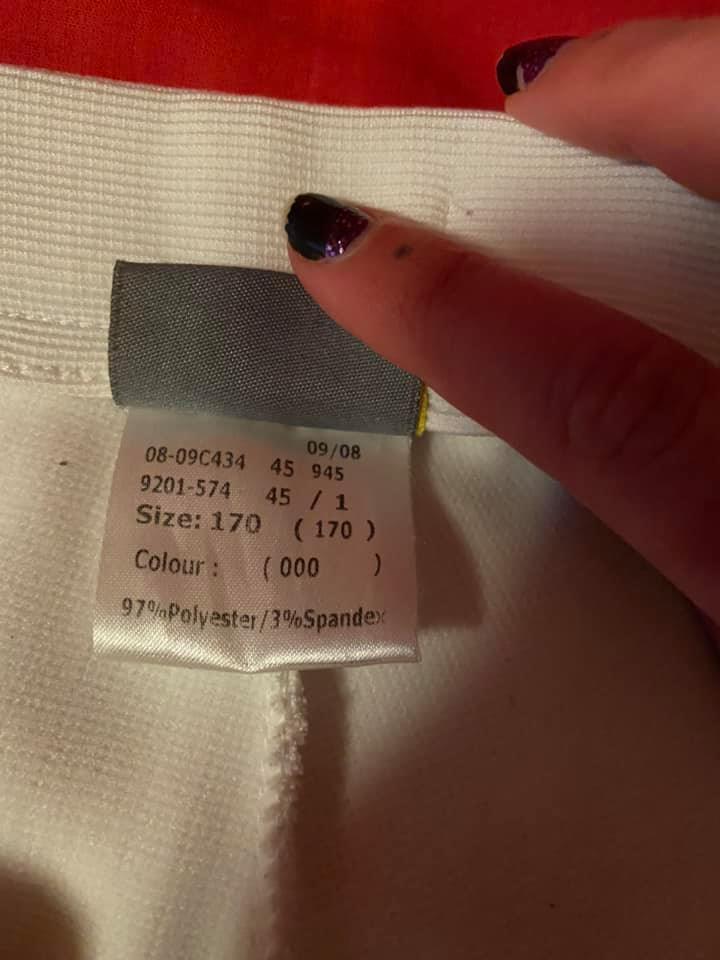 09/08
08-09C434 45 945
9201-574 45 / 1
Size: 170 ( 170 )
Colour : ( 000 )
97%Polyester/3%Spandex